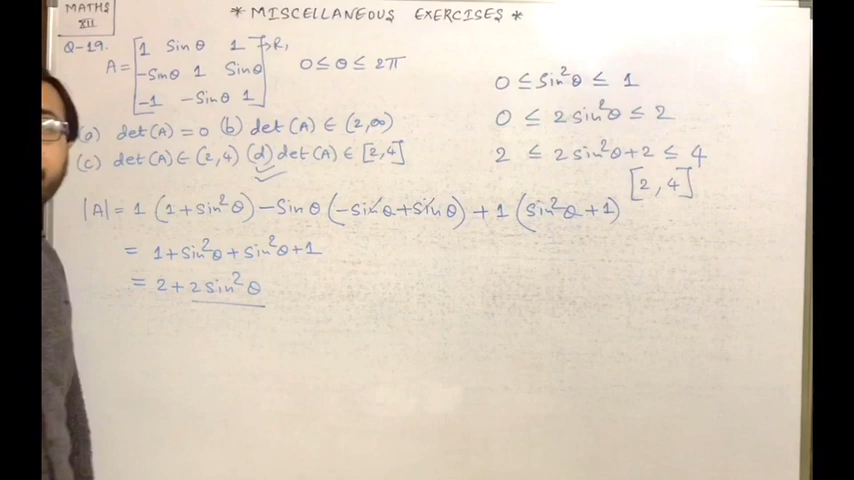 MATHS
XII
* MISCELLANEOUS EXERCISES *
Q-19.
A = [1 Sinθ 1] → R₁
[-Sinθ 1 Sinθ]
[-1 -Sinθ 1]
0 ≤ θ ≤ 2π
(a) det(A) = 0 (b) det(A) ∈ (2,∞)
(c) det(A) ∈ (2,4) (d) det(A) ∈ [2,4]
|A| = 1 (1+sin²θ) - Sinθ (-sinθ+sinθ) + 1 (sin²θ+1)
= 1+sin²θ+sin²θ+1
= 2+2sin²θ
0 ≤ sin²θ ≤ 1
0 ≤ 2sin²θ ≤ 2
2 ≤ 2sin²θ+2 ≤ 4
[2,4]